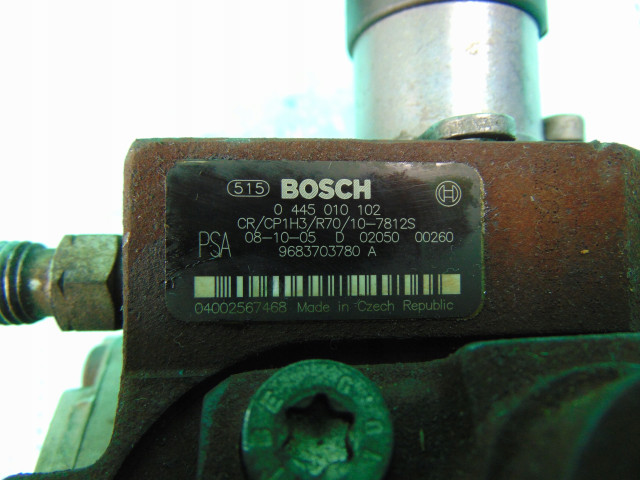 515 BOSCH
0 445 010 102
CR/CP1H3/R70/10-7812S
PSA 08-10-05 D 02050 00260
9683703780 A
04002567468 Made in Czech Republic